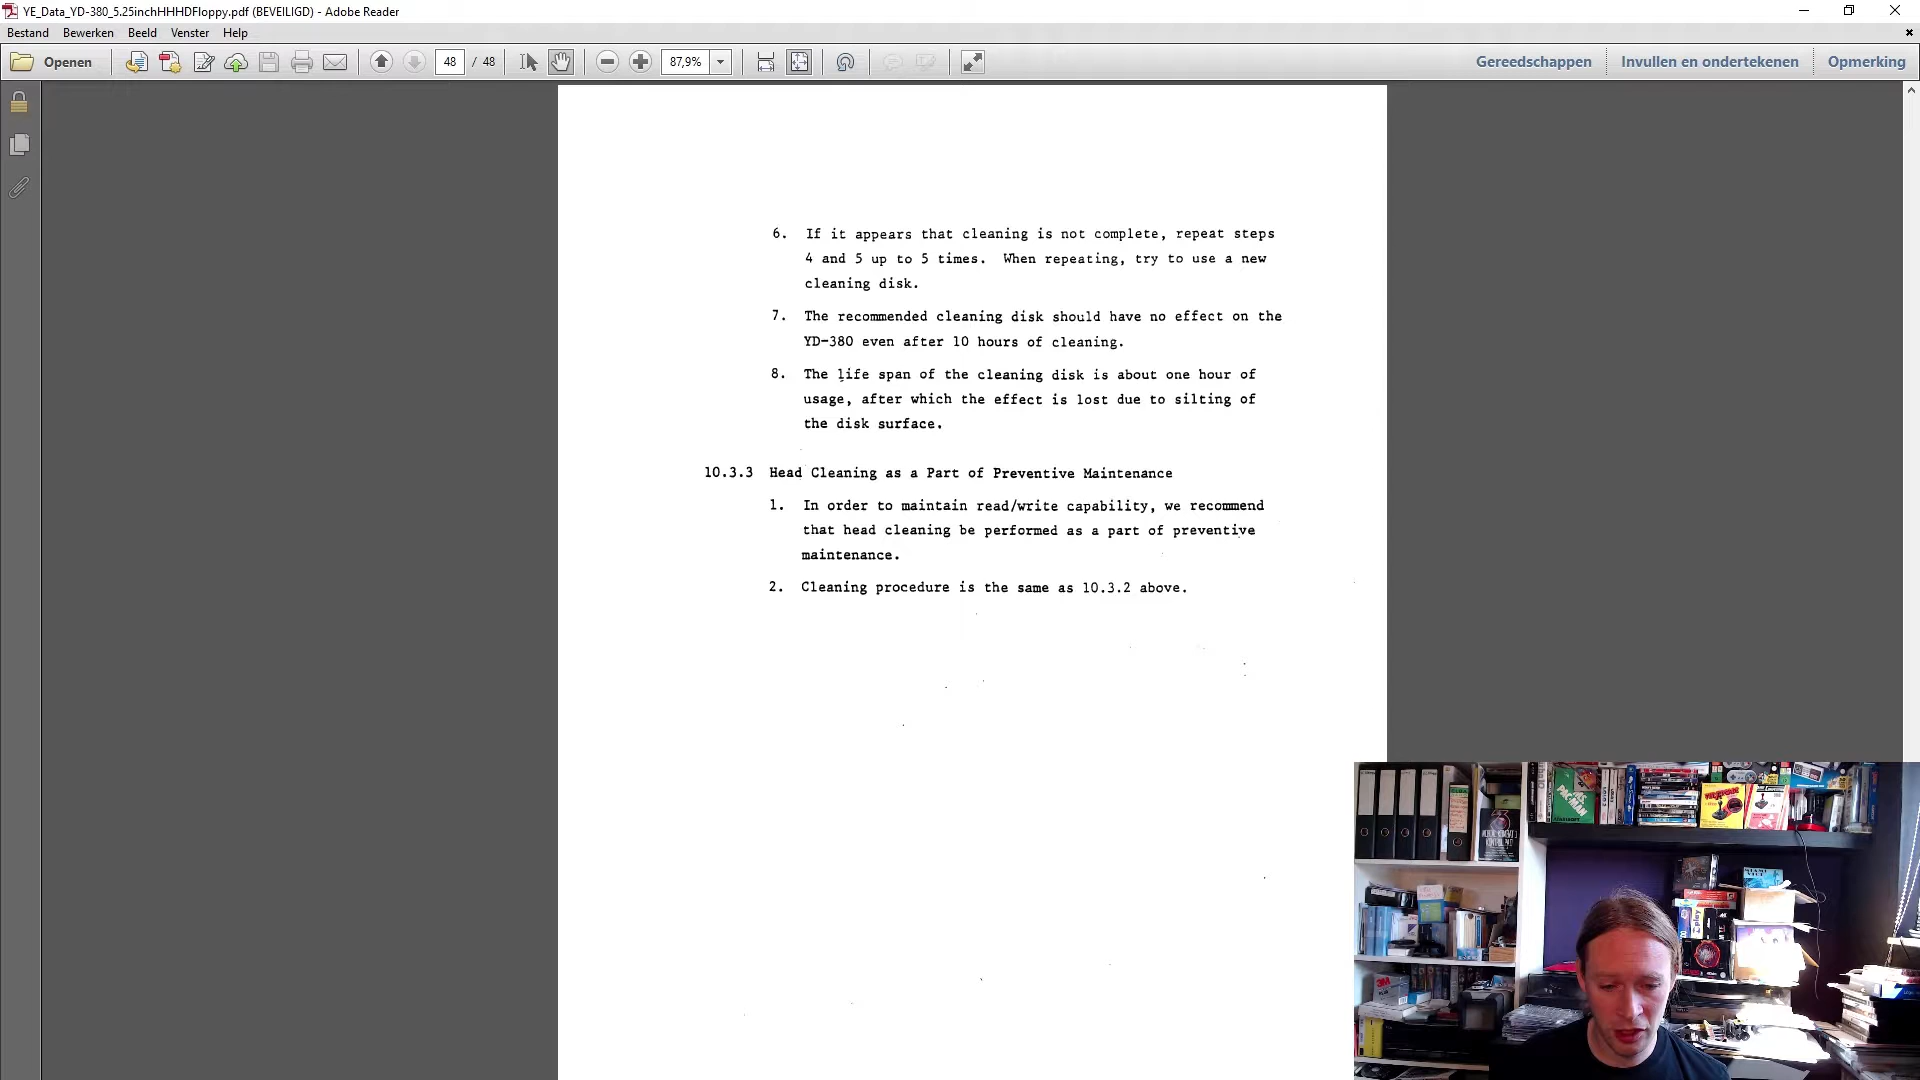 YE_Data_YD-380_5.25inchHHHDFloppy.pdf (BEVEILIGD) - Adobe Reader
Bestand Bewerken Beeld Venster Help
Openen 48 / 48 87,9% Gereedschappen Invullen en ondertekenen Opmerking
6. If it appears that cleaning is not complete, repeat steps
4 and 5 up to 5 times. When repeating, try to use a new
cleaning disk.
7. The recommended cleaning disk should have no effect on the
YD-380 even after 10 hours of cleaning.
8. The life span of the cleaning disk is about one hour of
usage, after which the effect is lost due to silting of
the disk surface.
10.3.3 Head Cleaning as a Part of Preventive Maintenance
1. In order to maintain read/write capability, we recommend
that head cleaning be performed as a part of preventive
maintenance.
2. Cleaning procedure is the same as 10.3.2 above.
PAC-MAN
3M